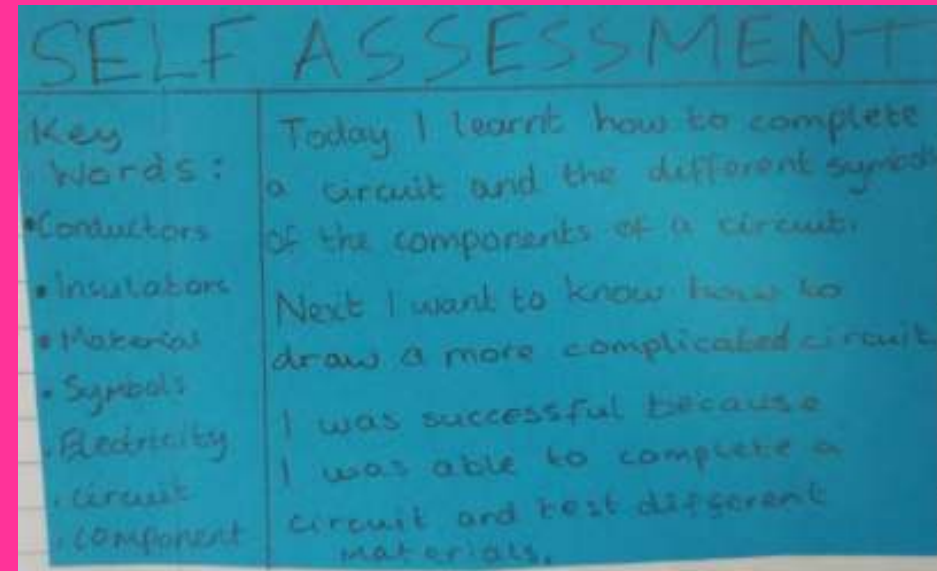 SELF ASSESSMENT
Key
Words:
•Conductors
•Insulators
•Material
•Symbols
•Electricity
•circuit
•component
Today I learnt how to complete
a circuit and the different symbols
of the components of a circuit.
Next I want to know how to
draw a more complicated circuit
I was successful because
I was able to complete a
circuit and test different
materials.